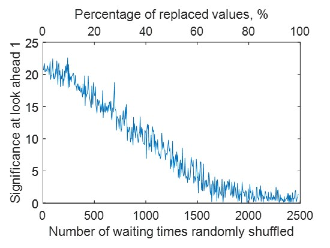 Percentage of replaced values, %
0 20 40 60 80 100
25
20
15
10
5
0
Significance at look ahead 1
0 500 1000 1500 2000 2500
Number of waiting times randomly shuffled